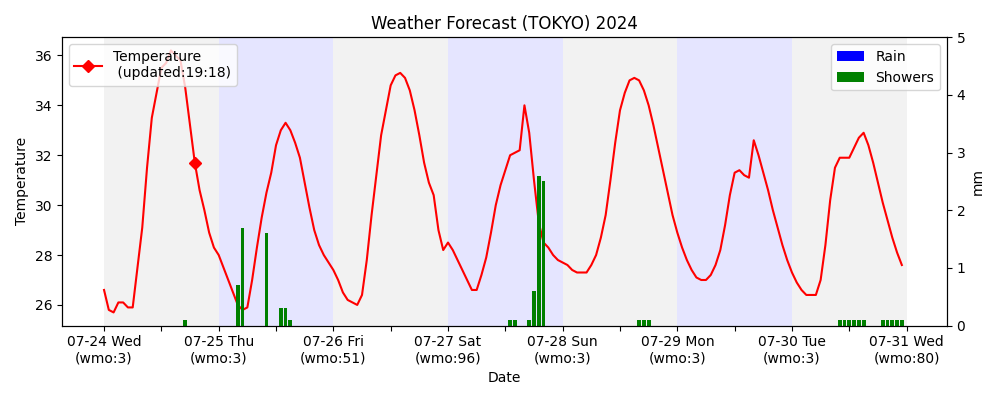 Weather Forecast (TOKYO) 2024
Temperature
(updated:19:18)
Rain
Showers
36
34
32
30
28
26
Temperature
5
4
3
2
1
0
mm
07-24 Wed
(wmo:3)
07-25 Thu
(wmo:3)
07-26 Fri
(wmo:51)
07-27 Sat
(wmo:96)
07-28 Sun
(wmo:3)
07-29 Mon
(wmo:3)
07-30 Tue
(wmo:3)
07-31 Wed
(wmo:80)
Date